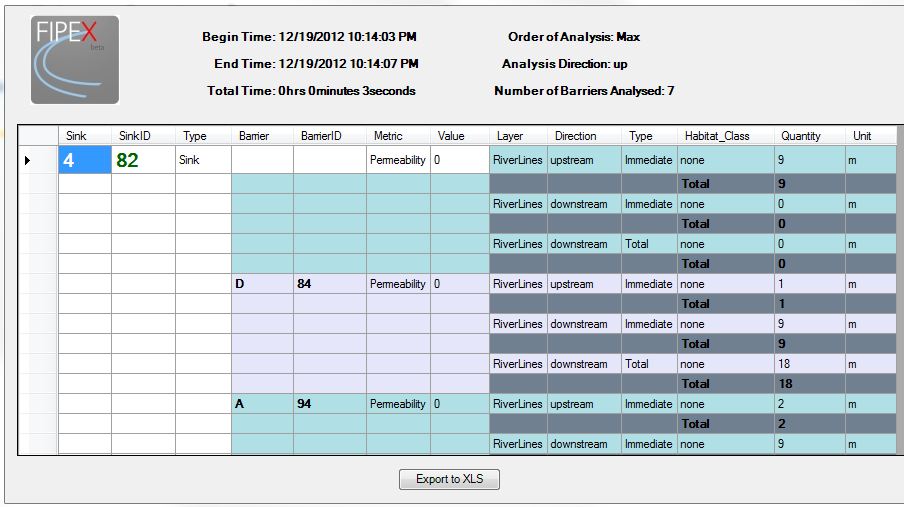 FIPEX
beta
Begin Time: 12/19/2012 10:14:03 PM Order of Analysis: Max
End Time: 12/19/2012 10:14:07 PM Analysis Direction: up
Total Time: 0hrs 0minutes 3seconds Number of Barriers Analysed: 7
Sink SinkID Type Barrier BarrierID Metric Value Layer Direction Type Habitat_Class Quantity Unit
4 82 Sink Permeability 0 RiverLines upstream Immediate none 9 m
Total 9
RiverLines downstream Immediate none 0 m
Total 0
RiverLines downstream Total none 0 m
Total 0
D 84 Permeability 0 RiverLines upstream Immediate none 1 m
Total 1
RiverLines downstream Immediate none 9 m
Total 9
RiverLines downstream Total none 18 m
Total 18
A 94 Permeability 0 RiverLines upstream Immediate none 2 m
Total 2
RiverLines downstream Immediate none 9 m
Export to XLS